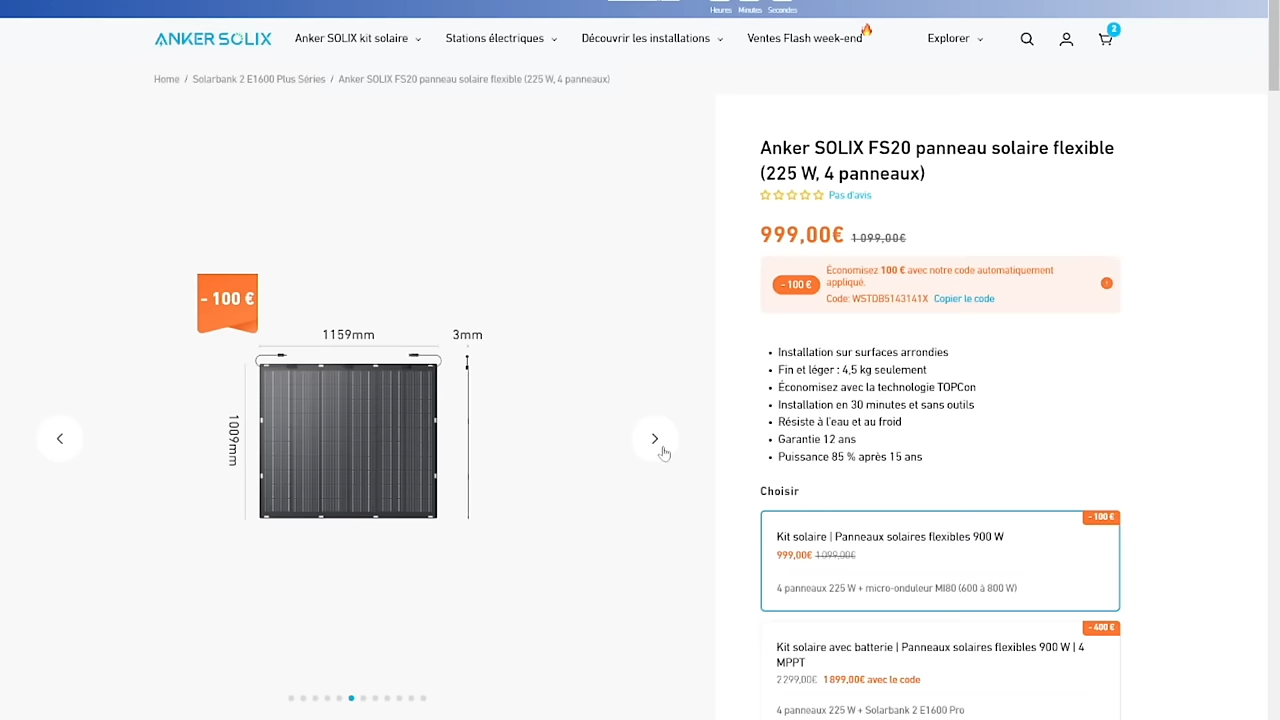 Heures Minutes Secondes
ANKER SOLIX
Anker SOLIX kit solaire
Stations électriques
Découvrir les installations
Ventes Flash week-end
Explorer
2
Home / Solarbank 2 E1600 Plus Séries / Anker SOLIX FS20 panneau solaire flexible (225 W, 4 panneaux)
- 100 €
1159mm
3mm
1009mm
Anker SOLIX FS20 panneau solaire flexible
(225 W, 4 panneaux)
Pas d'avis
999,00€ 1 099,00€
- 100 €
Économisez 100 € avec notre code automatiquement
appliqué.
Code: WSTDB5143141X Copier le code
• Installation sur surfaces arrondies
• Fin et léger : 4,5 kg seulement
• Économisez avec la technologie TOPCon
• Installation en 30 minutes et sans outils
• Résiste à l'eau et au froid
• Garantie 12 ans
• Puissance 85 % après 15 ans
Choisir
- 100 €
Kit solaire | Panneaux solaires flexibles 900 W
999,00€ 1 099,00€
4 panneaux 225 W + micro-onduleur MI80 (600 à 800 W)
- 400 €
Kit solaire avec batterie | Panneaux solaires flexibles 900 W | 4
MPPT
2 299,00€ 1 899,00€ avec le code
4 panneaux 225 W + Solarbank 2 E1600 Pro